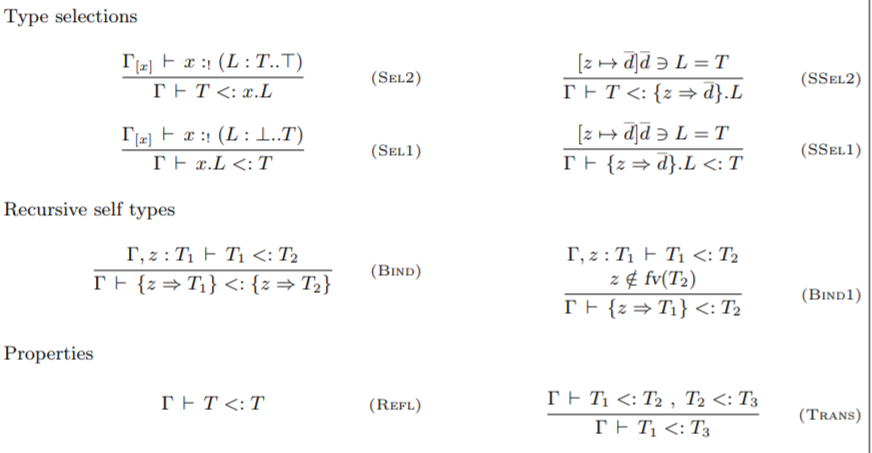 Type selections
Γ[x] ⊢ x :! (L : T..⊤)
Γ ⊢ T <: x.L
(Sel2)
[z ↦ d̅]d̅ ∋ L = T
Γ ⊢ T <: {z ⇒ d̅}.L
(SSel2)
Γ[x] ⊢ x :! (L : ⊥..T)
Γ ⊢ x.L <: T
(Sel1)
[z ↦ d̅]d̅ ∋ L = T
Γ ⊢ {z ⇒ d̅}.L <: T
(SSel1)
Recursive self types
Γ, z : T₁ ⊢ T₁ <: T₂
Γ ⊢ {z ⇒ T₁} <: {z ⇒ T₂}
(Bind)
Γ, z : T₁ ⊢ T₁ <: T₂
z ∉ fv(T₂)
Γ ⊢ {z ⇒ T₁} <: T₂
(Bind1)
Properties
Γ ⊢ T <: T
(Refl)
Γ ⊢ T₁ <: T₂ , T₂ <: T₃
Γ ⊢ T₁ <: T₃
(Trans)